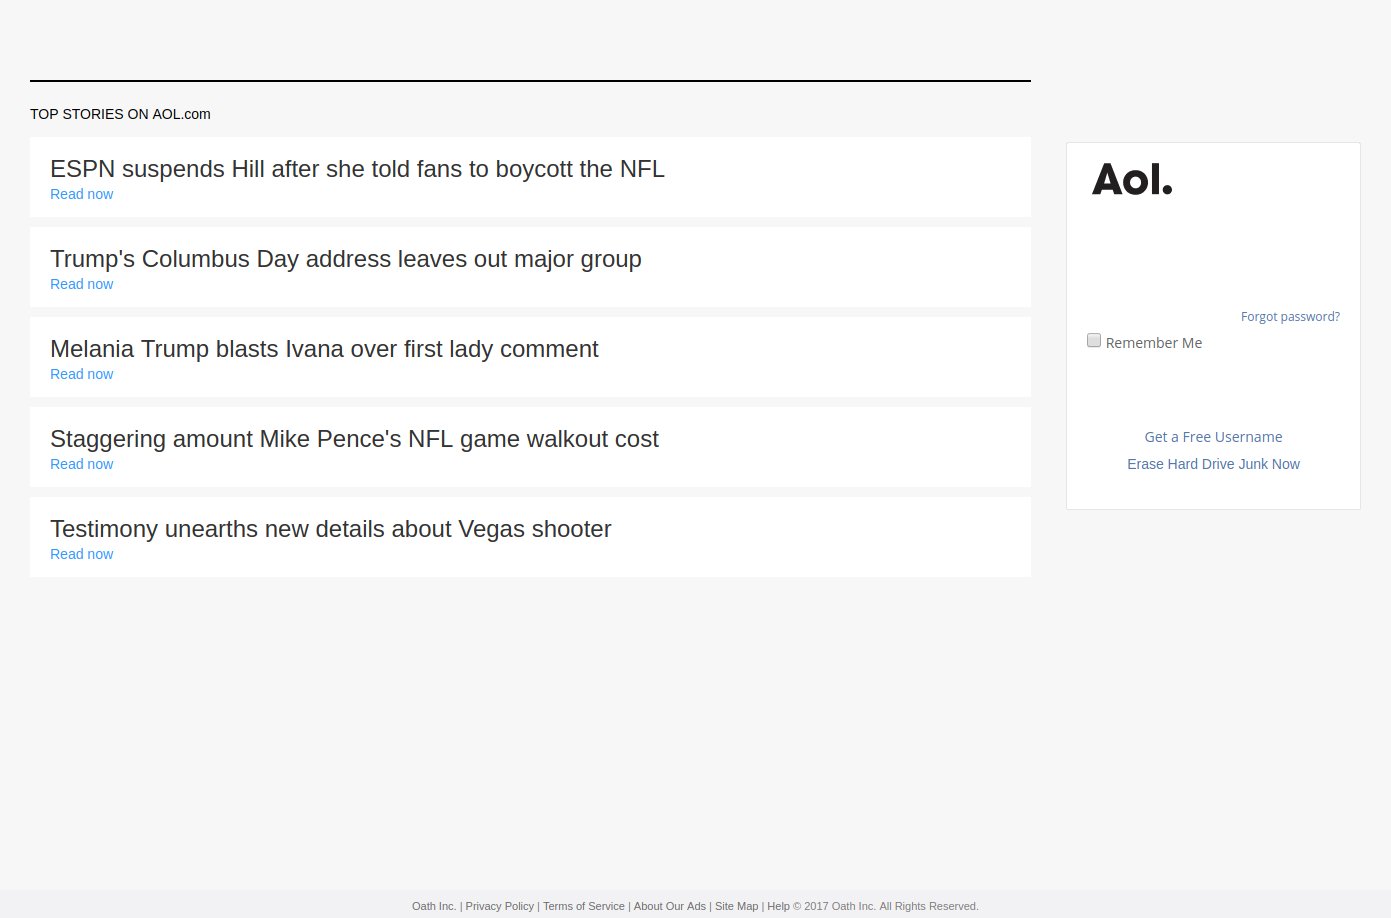 TOP STORIES ON AOL.com
ESPN suspends Hill after she told fans to boycott the NFL
Read now
Trump's Columbus Day address leaves out major group
Read now
Melania Trump blasts Ivana over first lady comment
Read now
Staggering amount Mike Pence's NFL game walkout cost
Read now
Testimony unearths new details about Vegas shooter
Read now
Aol.
Forgot password?
Remember Me
Get a Free Username
Erase Hard Drive Junk Now
Oath Inc. | Privacy Policy | Terms of Service | About Our Ads | Site Map | Help © 2017 Oath Inc. All Rights Reserved.